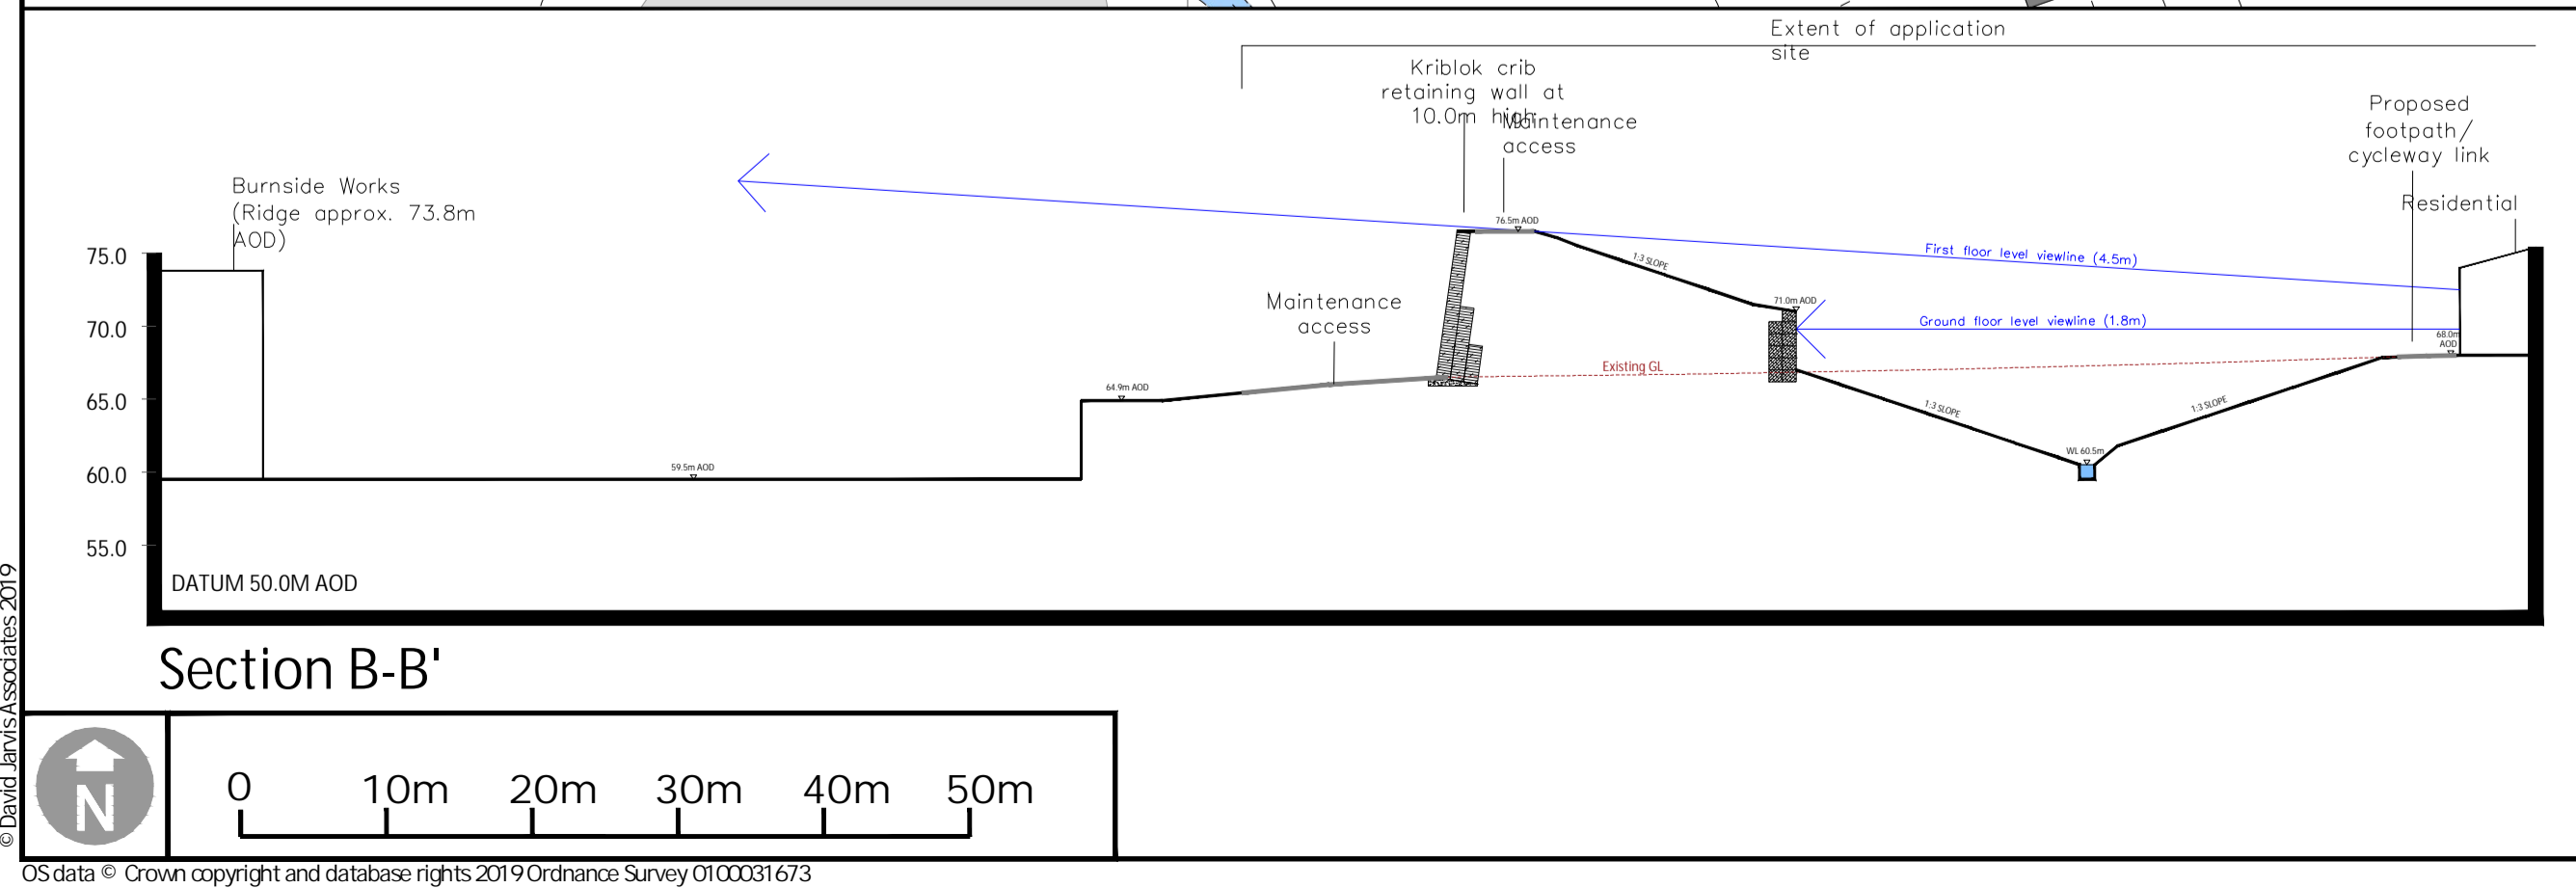 Extent of application
site
Kriblok crib
retaining wall at
10.0m high
Maintenance
access
Proposed
footpath/
cycleway link
Residential
Burnside Works
(Ridge approx. 73.8m
AOD)
76.5m AOD
First floor level viewline (4.5m)
1:3 SLOPE
75.0
Maintenance
access
71.0m AOD
Ground floor level viewline (1.8m)
70.0
68.0m
AOD
Existing GL
64.9m AOD
65.0
1:3 SLOPE
1:3 SLOPE
WL 60.5m
59.5m AOD
60.0
55.0
DATUM 50.0M AOD
Section B-B'
© David Jarvis Associates 2019
N
0 10m 20m 30m 40m 50m
OS data © Crown copyright and database rights 2019 Ordnance Survey 0100031673